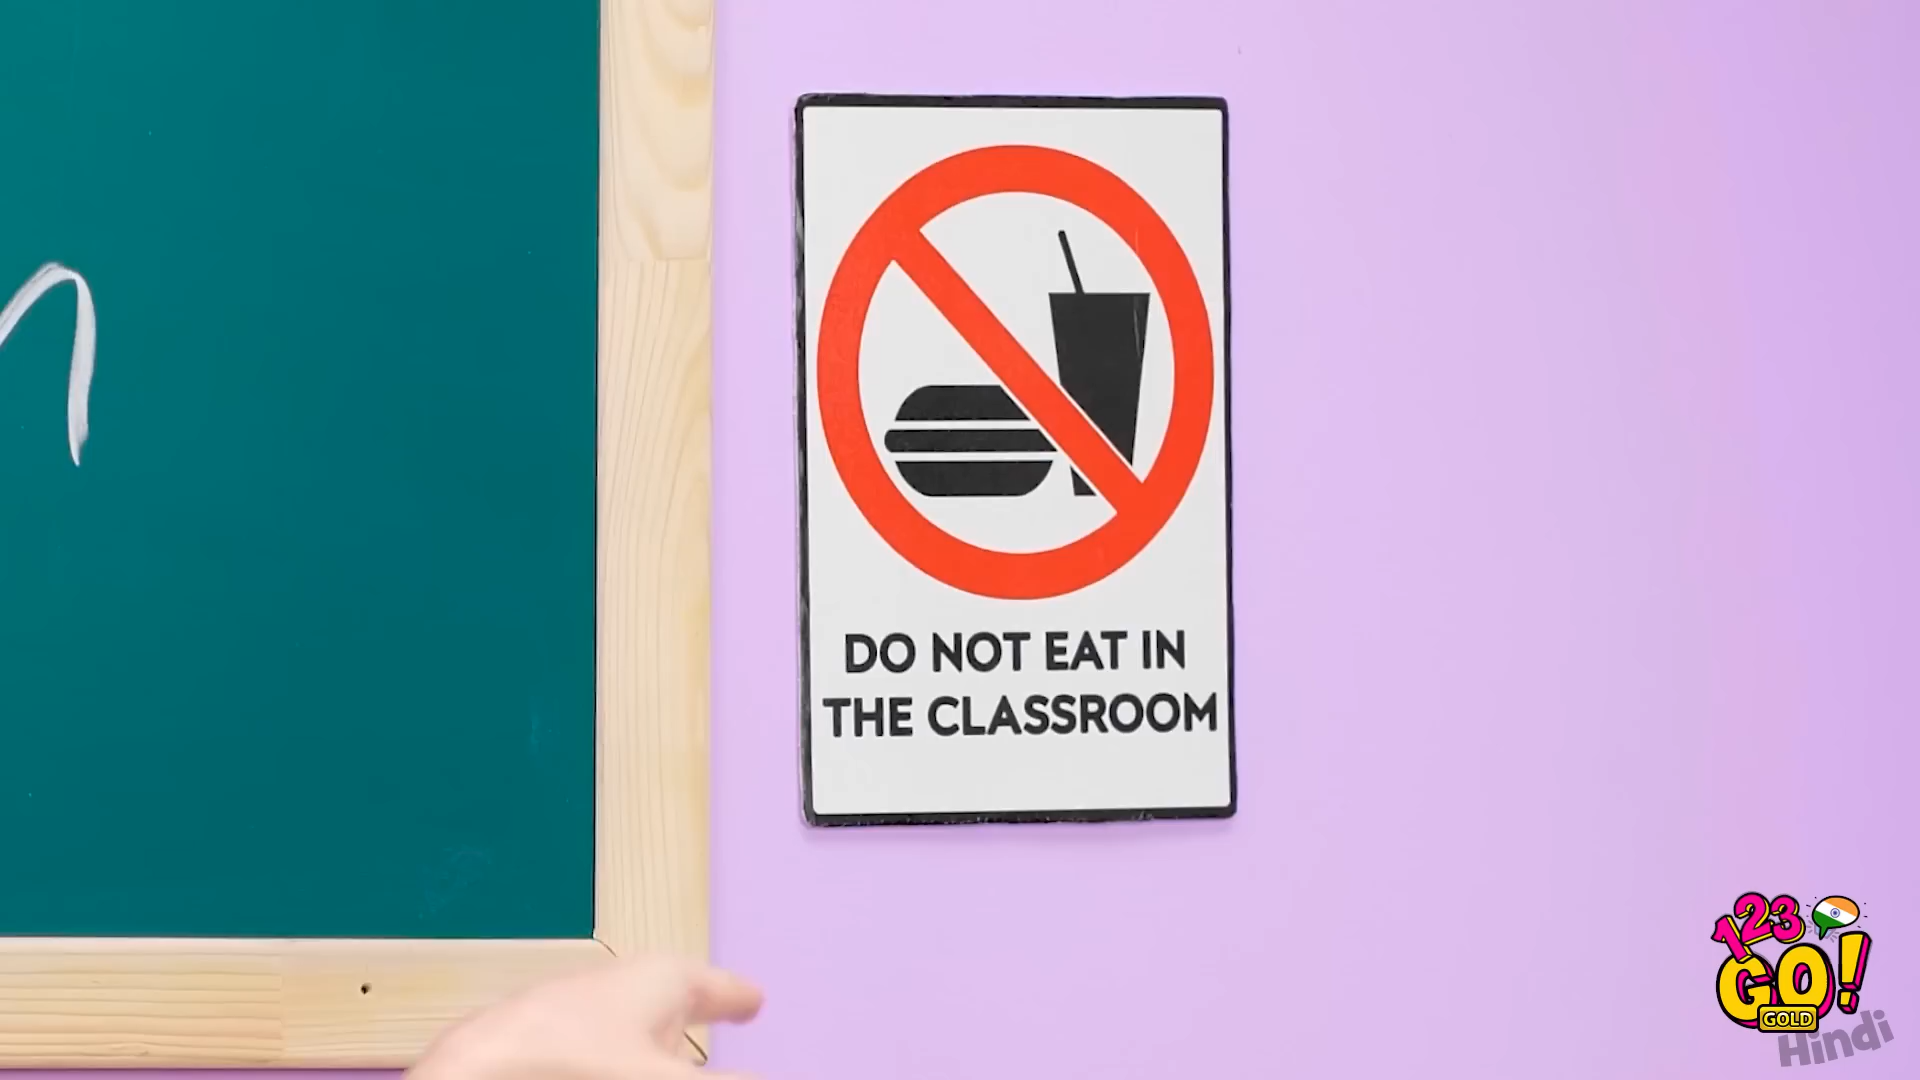 DO NOT EAT IN
THE CLASSROOM
123
GO!
GOLD
Hindi